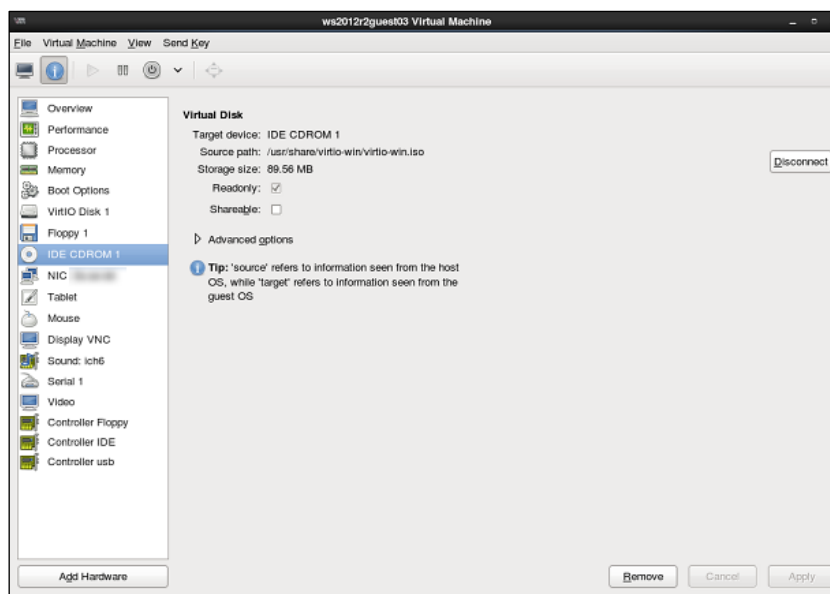 ws2012r2guest03 Virtual Machine
File Virtual Machine View Send Key
Overview
Performance
Processor
Memory
Boot Options
VirtIO Disk 1
Floppy 1
IDE CDROM 1
NIC
Tablet
Mouse
Display VNC
Sound: ich6
Serial 1
Video
Controller Floppy
Controller IDE
Controller usb
Add Hardware
Virtual Disk
Target device: IDE CDROM 1
Source path: /usr/share/virtio-win/virtio-win.iso
Storage size: 89.56 MB
Readonly:
Shareable:
Advanced options
Tip: 'source' refers to information seen from the host
OS, while 'target' refers to information seen from the
guest OS
Disconnect
Remove Cancel Apply